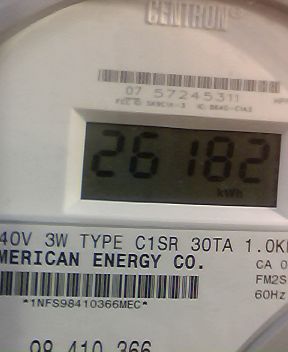 CENTRON®
07 57245311
26182
kWh
40V 3W TYPE C1SR 30TA 1.0K
MERICAN ENERGY CO.
CA 0
FM2S
60Hz
*1NFS98410366MEC*
98 410 366